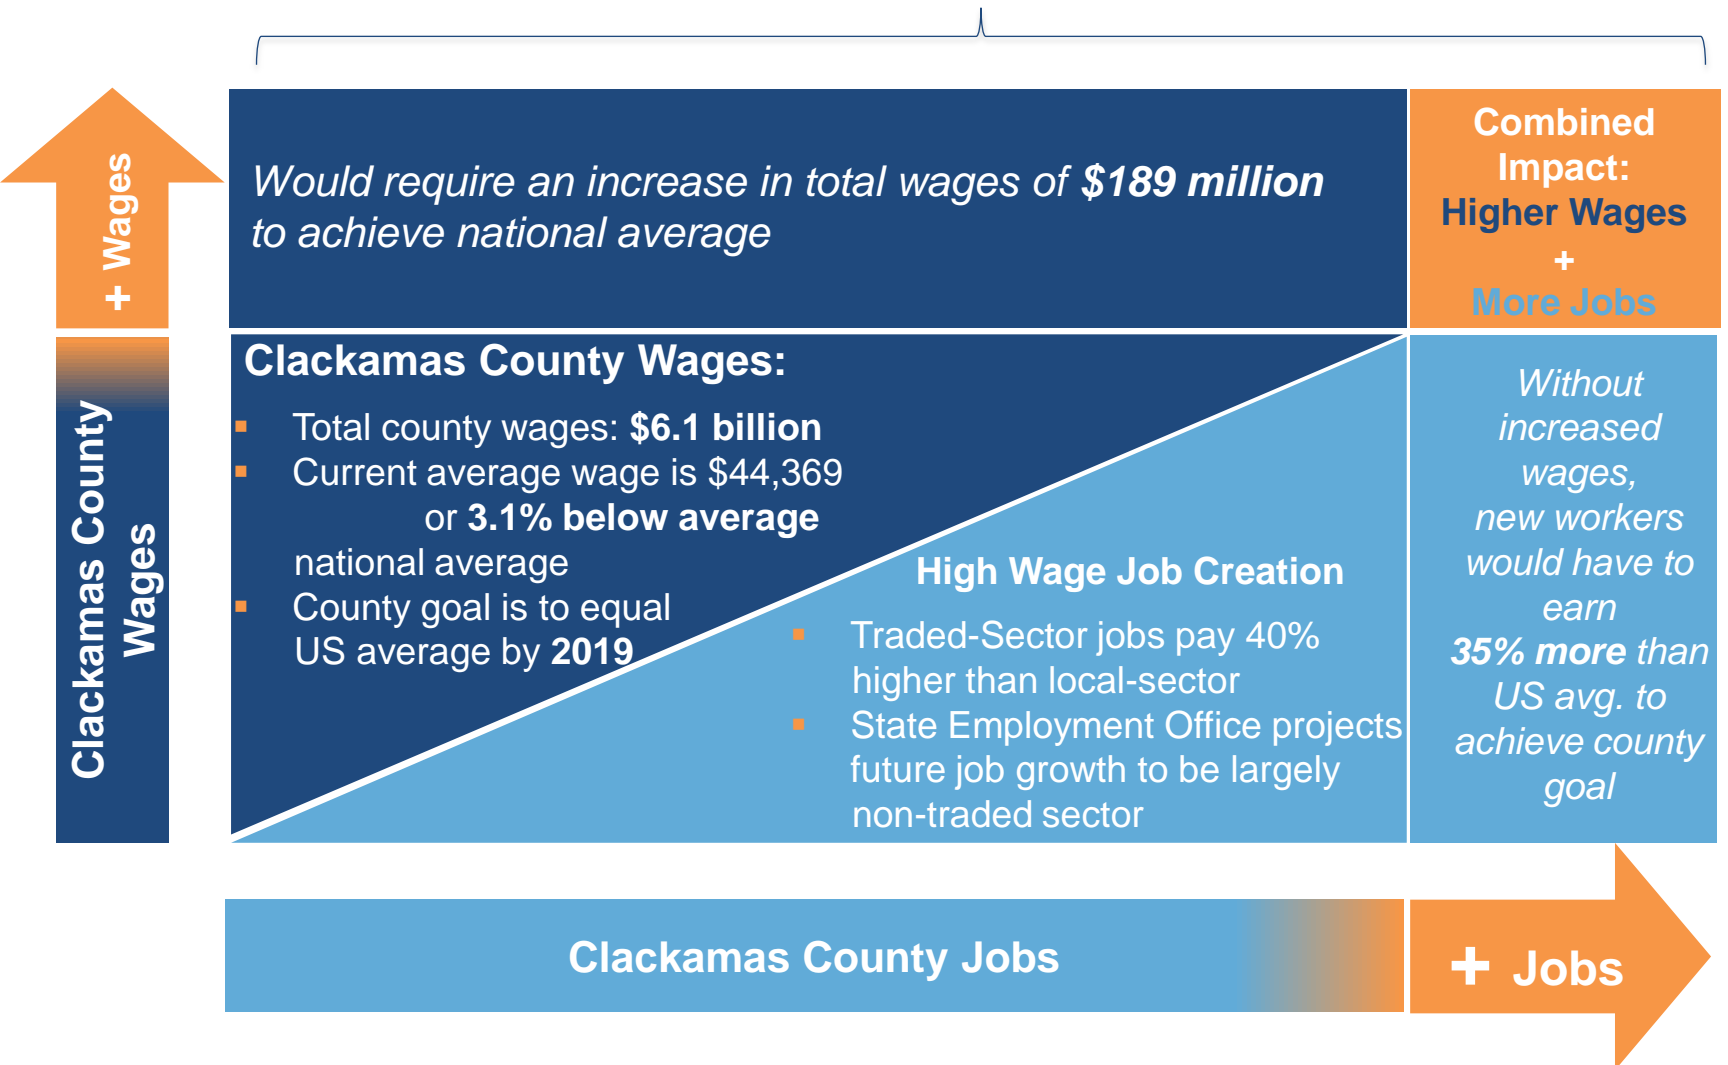 Would require an increase in total wages of $189 million
to achieve national average
Combined
Impact:
Higher Wages
+
More Jobs
+ Wages
Clackamas County
Wages
Clackamas County Wages:
▪ Total county wages: $6.1 billion
▪ Current average wage is $44,369
or 3.1% below average
national average
▪ County goal is to equal
US average by 2019
High Wage Job Creation
▪ Traded-Sector jobs pay 40%
higher than local-sector
▪ State Employment Office projects
future job growth to be largely
non-traded sector
Without
increased
wages,
new workers
would have to
earn
35% more than
US avg. to
achieve county
goal
Clackamas County Jobs
+ Jobs